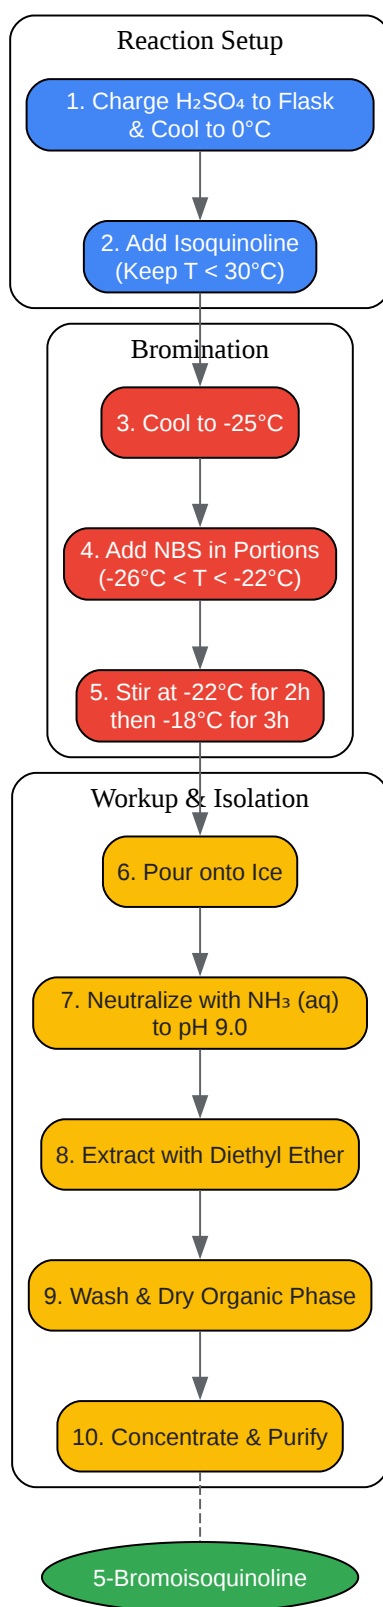 Reaction Setup
1. Charge H₂SO₄ to Flask
& Cool to 0°C
2. Add Isoquinoline
(Keep T < 30°C)
Bromination
3. Cool to -25°C
4. Add NBS in Portions
(-26°C < T < -22°C)
5. Stir at -22°C for 2h
then -18°C for 3h
Workup & Isolation
6. Pour onto Ice
7. Neutralize with NH₃ (aq)
to pH 9.0
8. Extract with Diethyl Ether
9. Wash & Dry Organic Phase
10. Concentrate & Purify
5-Bromoisoquinoline